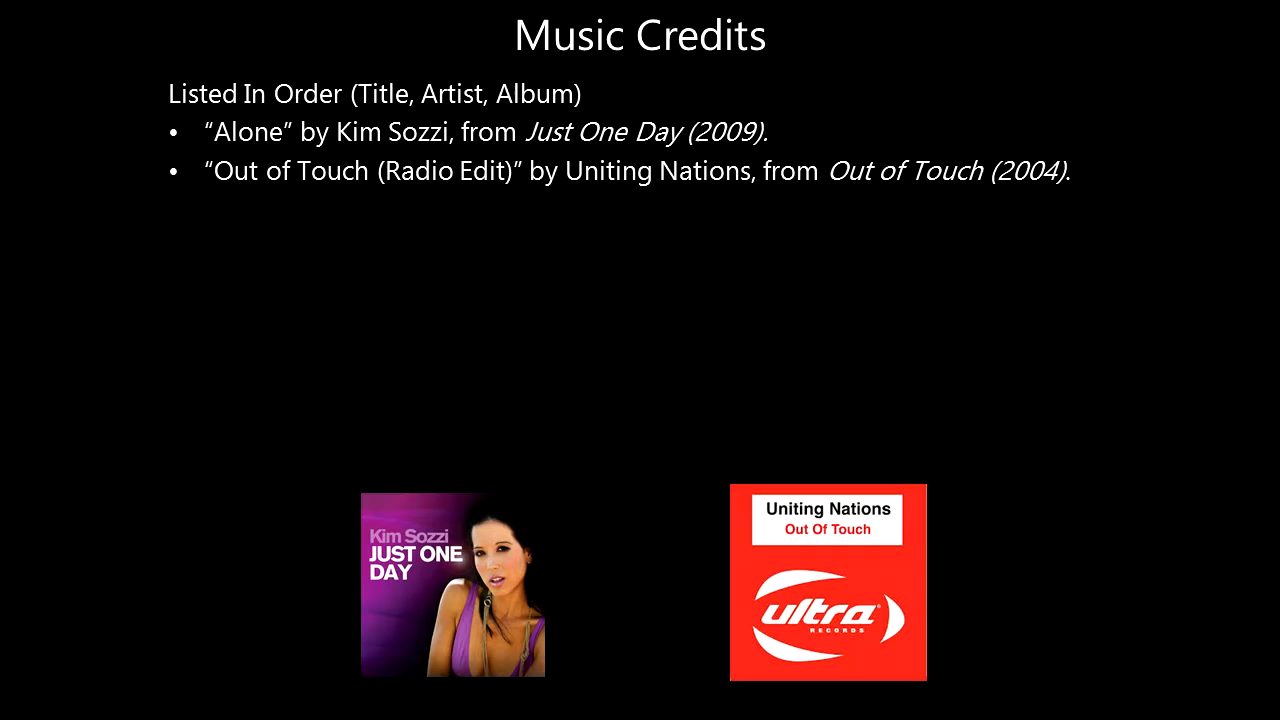 Music Credits
Listed In Order (Title, Artist, Album)
• “Alone” by Kim Sozzi, from Just One Day (2009).
• “Out of Touch (Radio Edit)” by Uniting Nations, from Out of Touch (2004).
Kim Sozzi
JUST ONE
DAY
Uniting Nations
Out Of Touch
ultra®
RECORDS